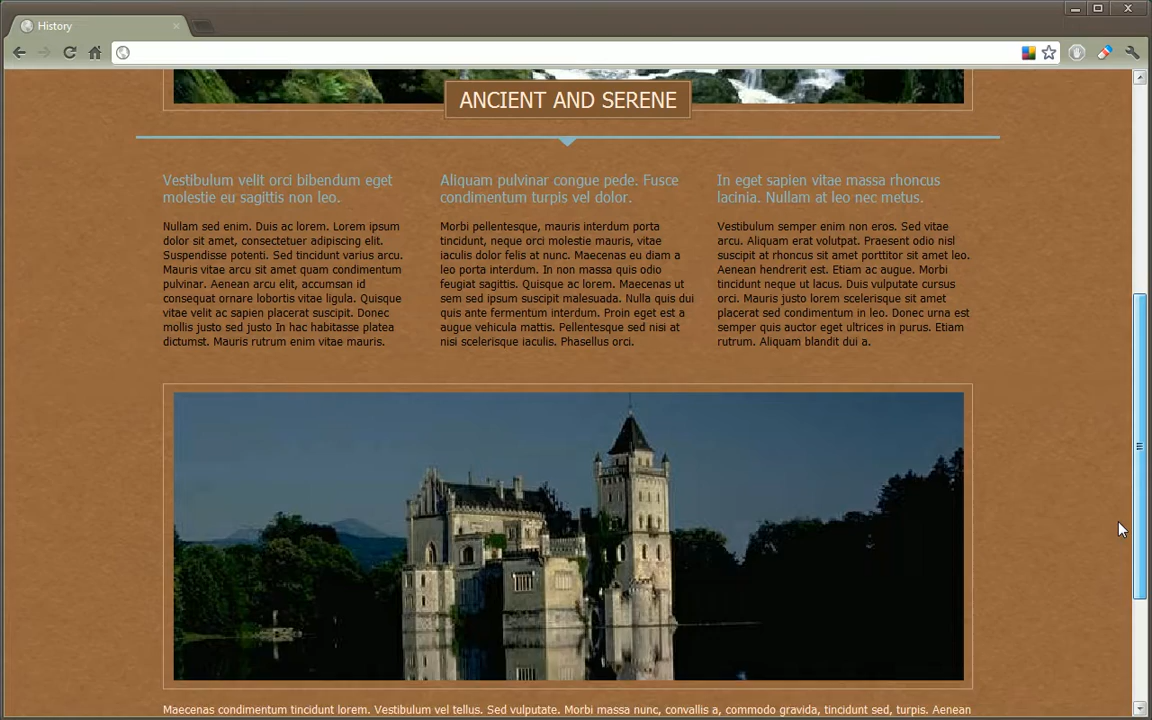 History
ANCIENT AND SERENE
Vestibulum velit orci bibendum eget
molestie eu sagittis non leo.
Nullam sed enim. Duis ac lorem. Lorem ipsum
dolor sit amet, consectetuer adipiscing elit.
Suspendisse potenti. Sed tincidunt varius arcu.
Mauris vitae arcu sit amet quam condimentum
pulvinar. Aenean arcu elit, accumsan id
consequat ornare lobortis vitae ligula. Quisque
vitae velit ac sapien placerat suscipit. Donec
mollis justo sed justo In hac habitasse platea
dictumst. Mauris rutrum enim vitae mauris.
Aliquam pulvinar congue pede. Fusce
condimentum turpis vel dolor.
Morbi pellentesque, mauris interdum porta
tincidunt, neque orci molestie mauris, vitae
iaculis dolor felis at nunc. Maecenas eu diam a
leo porta interdum. In non massa quis odio
feugiat sagittis. Quisque ac lorem. Maecenas ut
sem sed ipsum suscipit malesuada. Nulla quis dui
quis ante fermentum interdum. Proin eget est a
augue vehicula mattis. Pellentesque sed nisi at
nisi scelerisque iaculis. Phasellus orci.
In eget sapien vitae massa rhoncus
lacinia. Nullam at leo nec metus.
Vestibulum semper enim non eros. Sed vitae
arcu. Aliquam erat volutpat. Praesent odio nisl
suscipit at rhoncus sit amet porttitor sit amet leo.
Aenean hendrerit est. Etiam ac augue. Morbi
tincidunt neque ut lacus. Duis vulputate cursus
orci. Mauris justo lorem scelerisque sit amet
placerat sed condimentum in leo. Donec urna est
semper quis auctor eget ultrices in purus. Etiam
rutrum. Aliquam blandit dui a.
Maecenas condimentum tincidunt lorem. Vestibulum vel tellus. Sed vulputate. Morbi massa nunc, convallis a, commodo gravida, tincidunt sed, turpis. Aenean